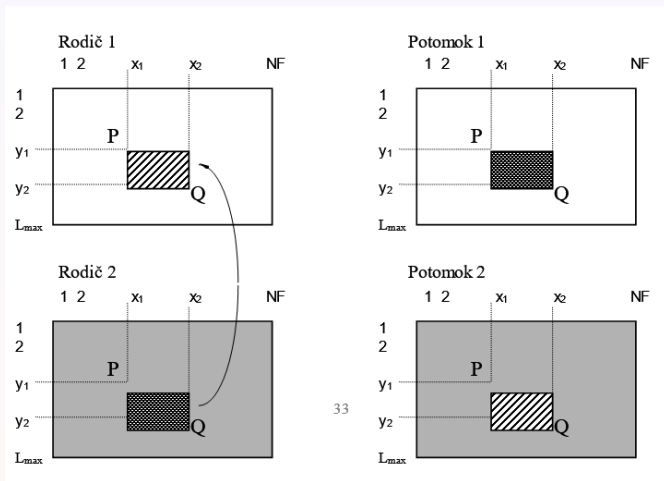 Rodič 1
1 2 x₁ x₂ NF
1
2
P
y₁
y₂
Q
Lmax
Potomok 1
1 2 x₁ x₂ NF
1
2
P
y₁
y₂
Q
Lmax
Rodič 2
1 2 x₁ x₂ NF
1
2
P
y₁
y₂
Q
Lmax
33
Potomok 2
1 2 x₁ x₂ NF
1
2
P
y₁
y₂
Q
Lmax